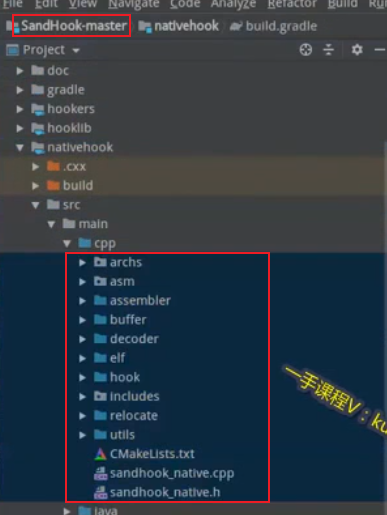 File Edit View Navigate Code Analyze Refactor Build
SandHook-master nativehook build.gradle
Project
doc
gradle
hookers
hooklib
nativehook
.cxx
build
src
main
cpp
archs
asm
assembler
buffer
decoder
elf
hook
includes
relocate
utils
CMakeLists.txt
sandhook_native.cpp
sandhook_native.h
java
一手课程V：ku